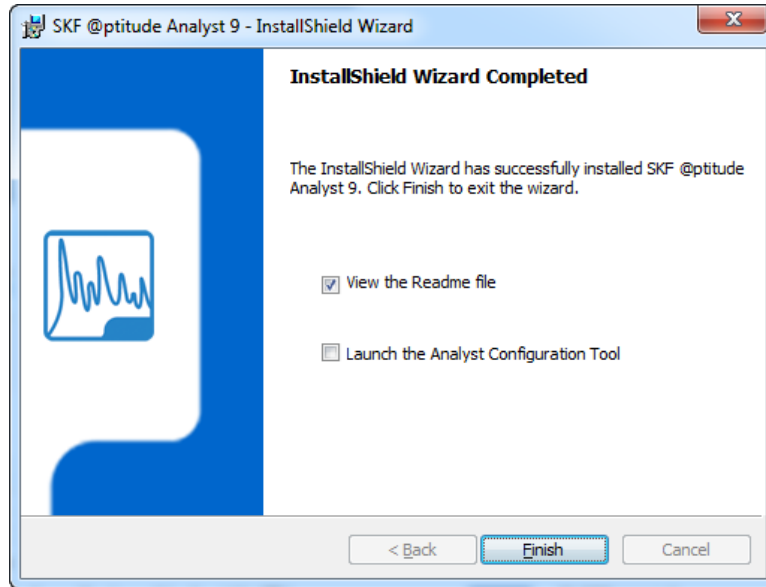 SKF @ptitude Analyst 9 - InstallShield Wizard
InstallShield Wizard Completed
The InstallShield Wizard has successfully installed SKF @ptitude
Analyst 9. Click Finish to exit the wizard.
View the Readme file
Launch the Analyst Configuration Tool
< Back Finish Cancel